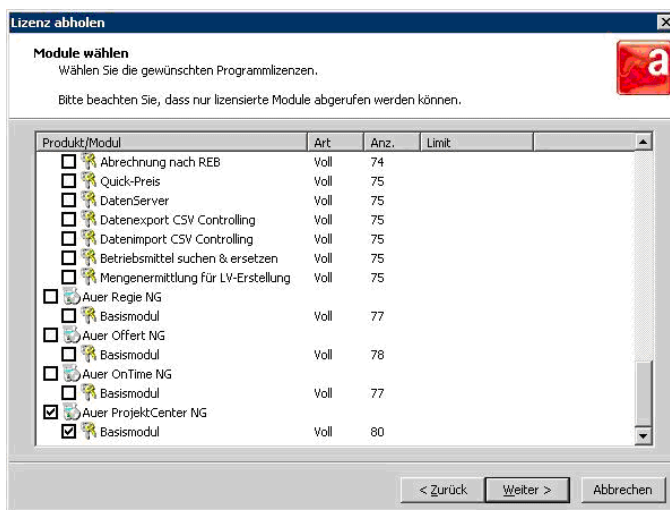 Lizenz abholen
Module wählen
Wählen Sie die gewünschten Programmlizenzen.
Bitte beachten Sie, dass nur lizensierte Module abgerufen werden können.
a
Produkt/Modul Art Anz. Limit
Abrechnung nach REB Voll 74
Quick-Preis Voll 75
DatenServer Voll 75
Datenexport CSV Controlling Voll 75
Datenimport CSV Controlling Voll 75
Betriebsmittel suchen & ersetzen Voll 75
Mengenermittlung für LV-Erstellung Voll 75
Auer Regie NG
Basismodul Voll 77
Auer Offert NG
Basismodul Voll 78
Auer OnTime NG
Basismodul Voll 77
Auer ProjektCenter NG
Basismodul Voll 80
< Zurück Weiter > Abbrechen